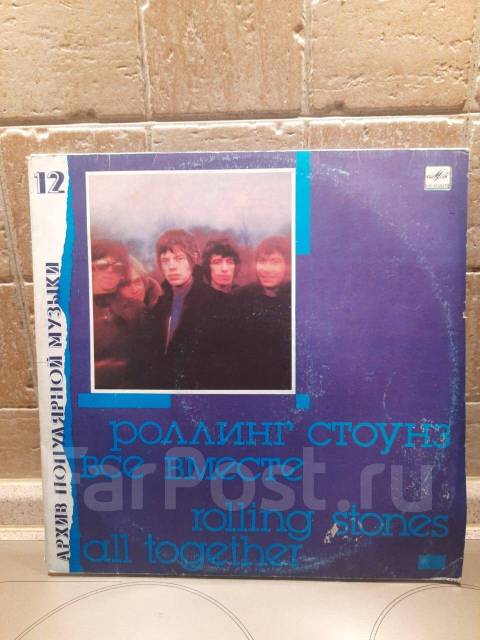 12
АРХИВ ПОПУЛЯРНОЙ МУЗЫКИ
роллинг стоунз
все вместе
rolling stones
all together
FarPost.ru